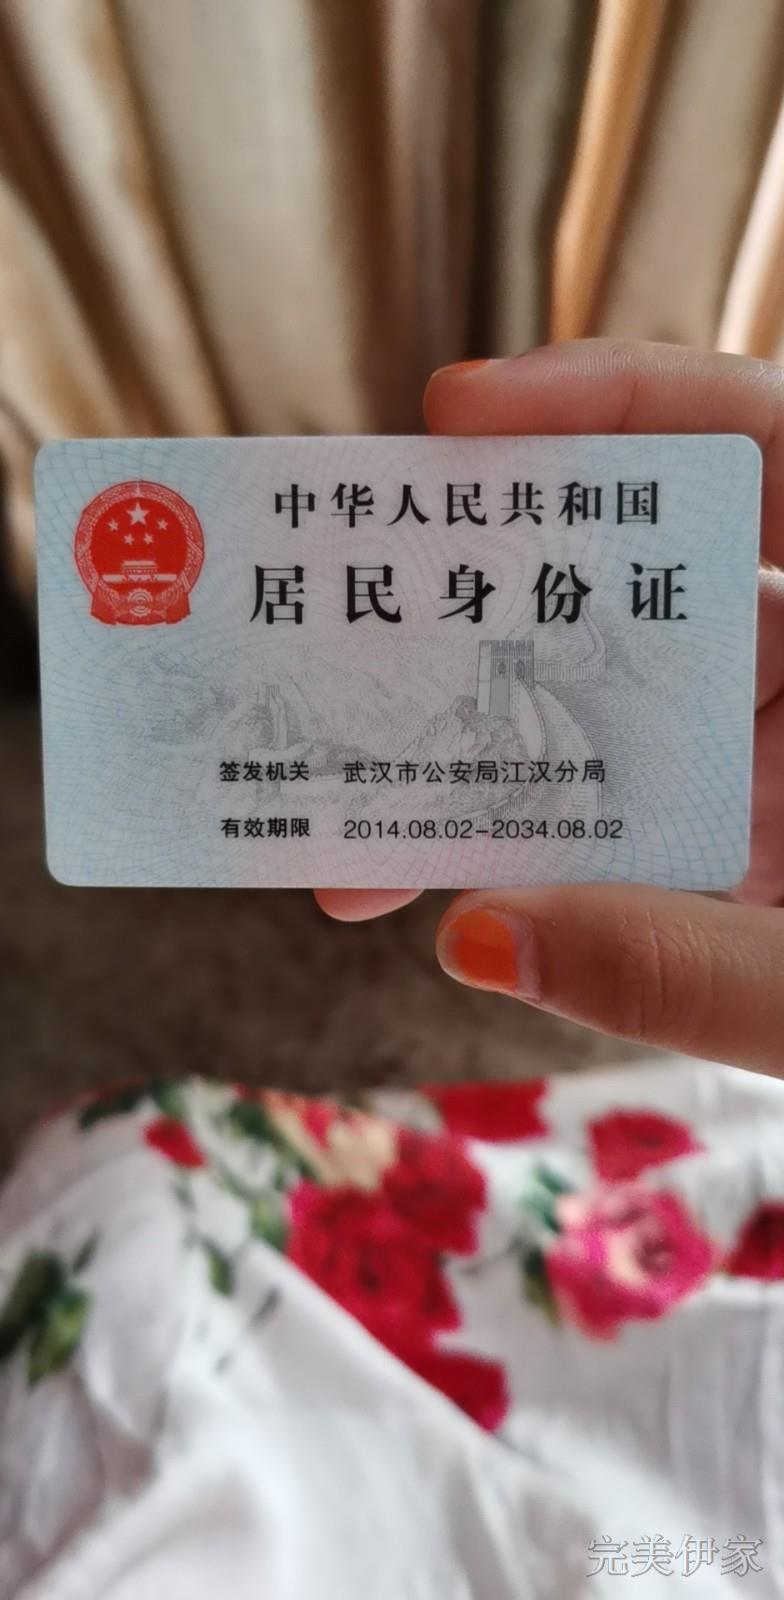 中华人民共和国
居民身份证
签发机关 武汉市公安局江汉分局
有效期限 2014.08.02-2034.08.02
完美伊家